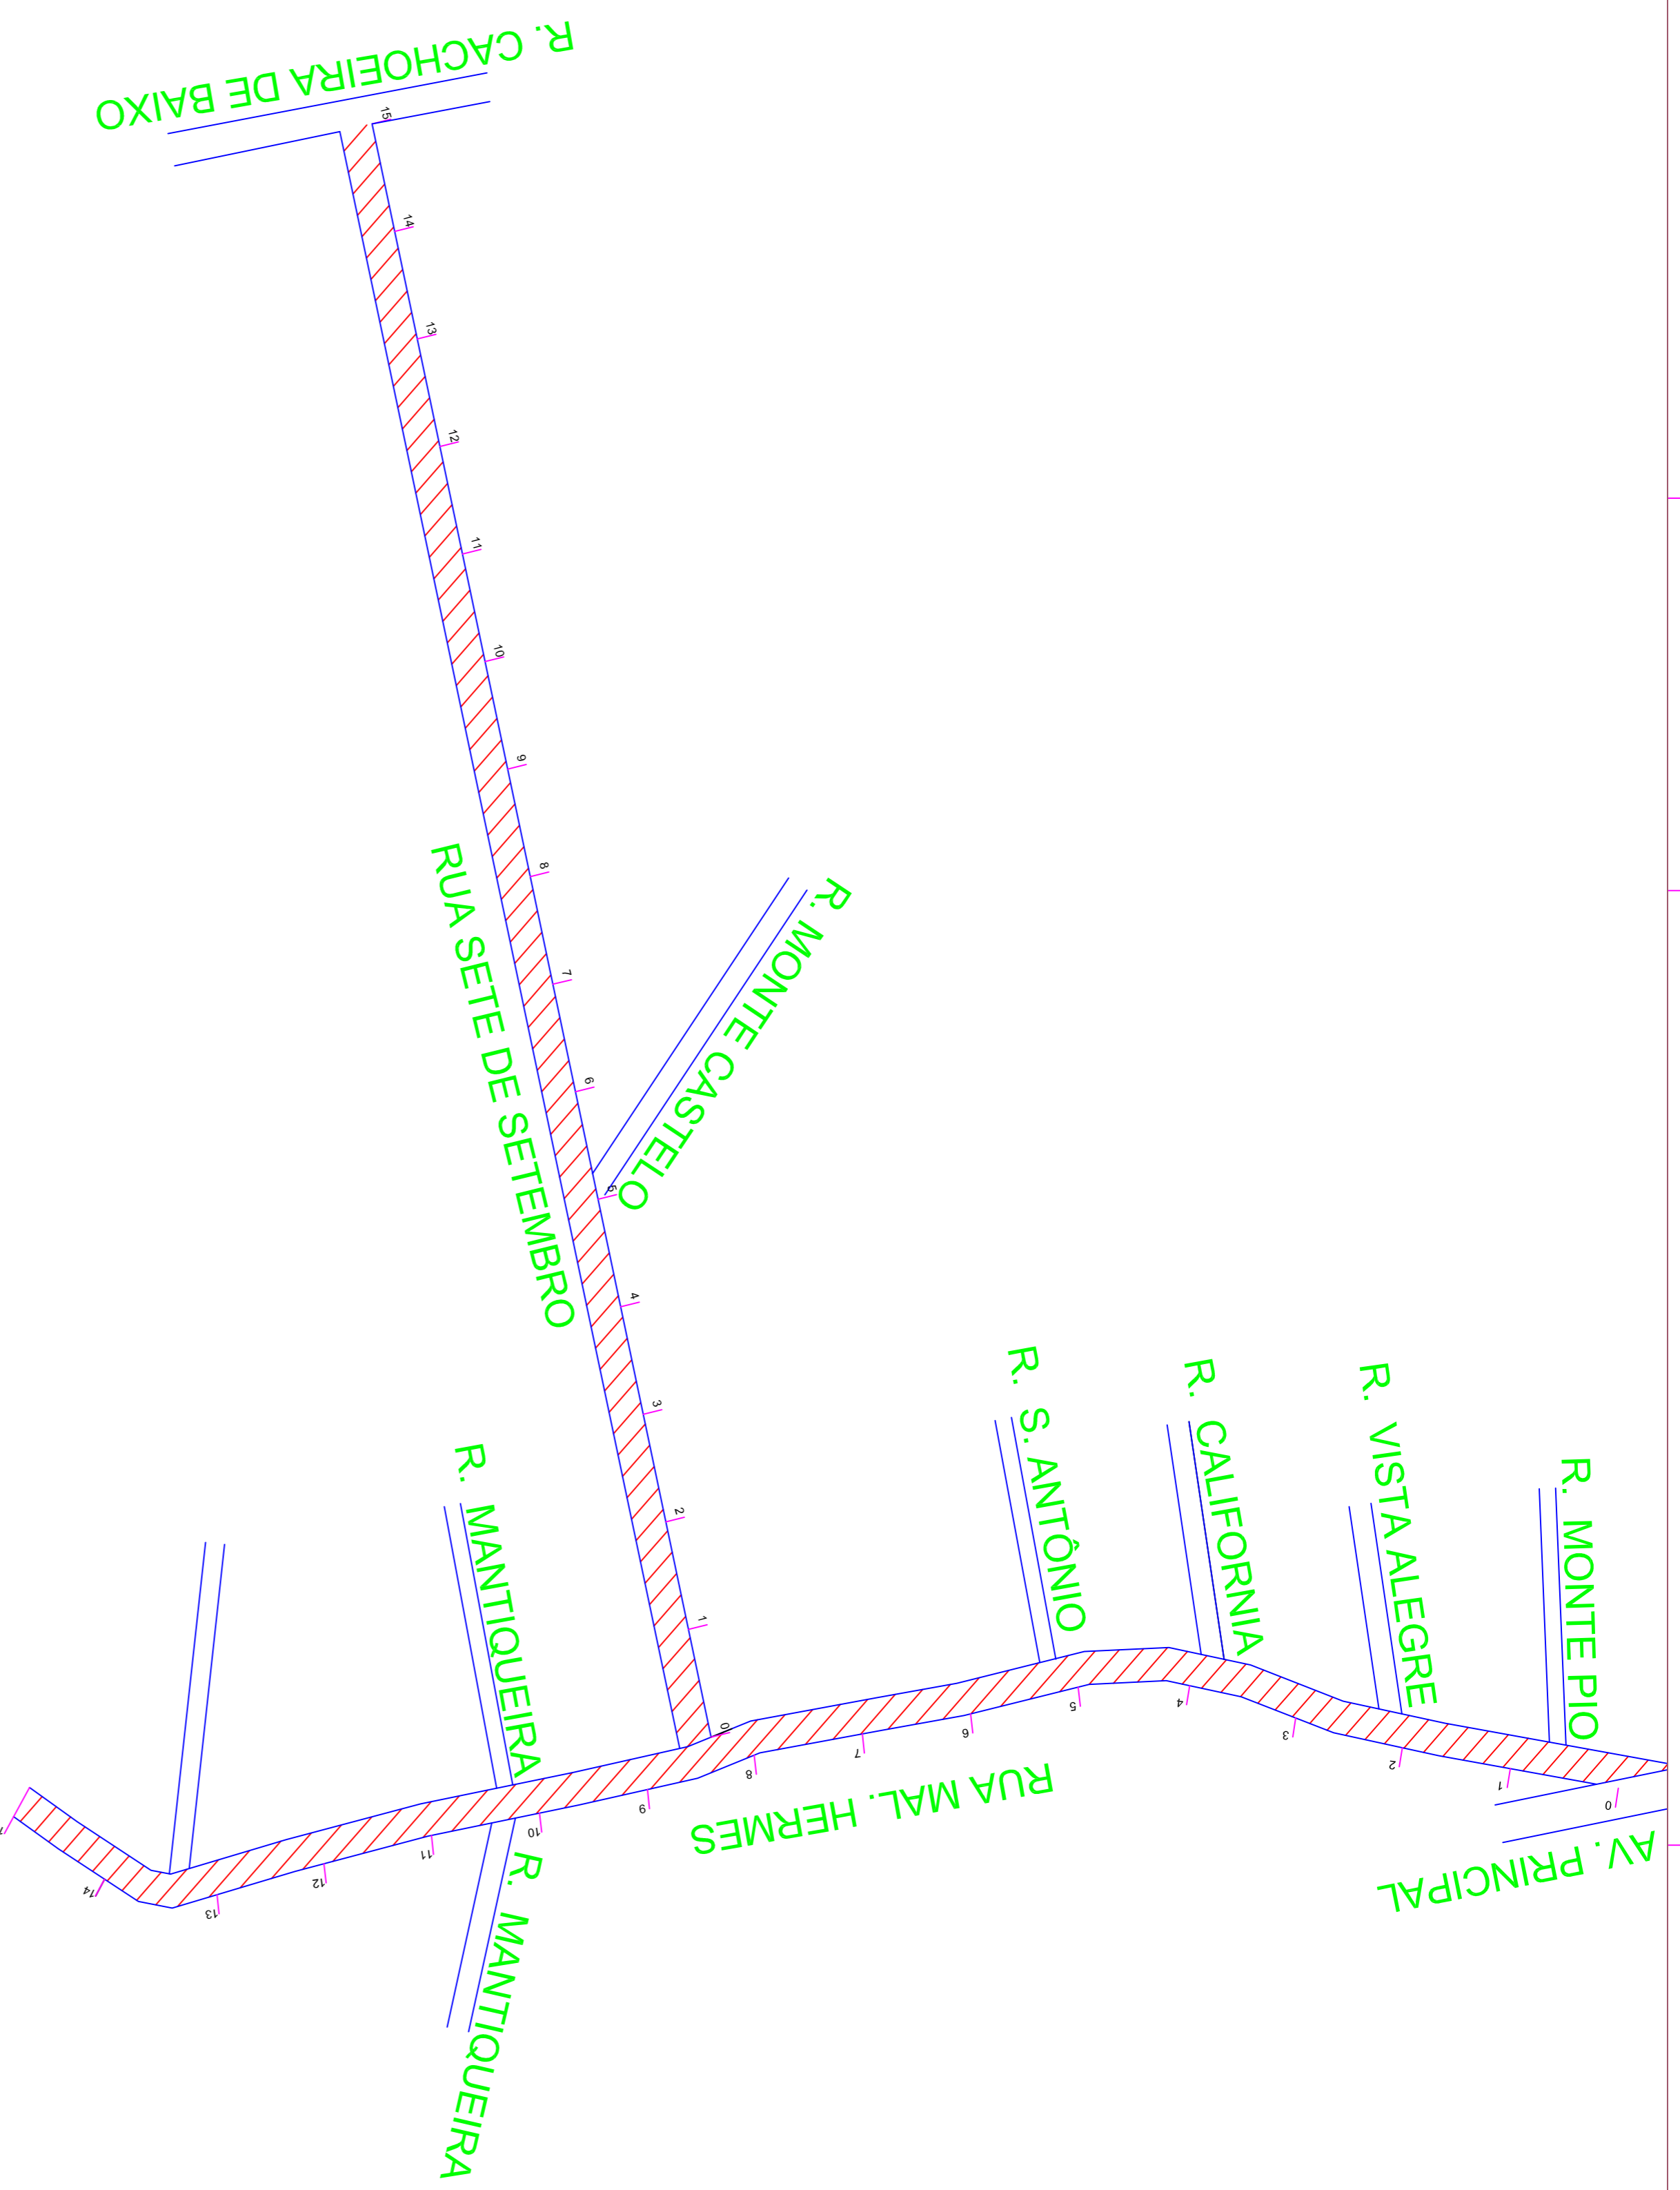 R. CACHOEIRA DE BAIXO
15
14
13
12
11
10
9
8
7
6
5
4
3
2
1
0
RUA SETE DE SETEMBRO
R. MONTE CASTELO
R. S. ANTÔNIO
R. CALIFORNIA
R. VISTA ALEGRE
R. MONTE PIO
R. MANTIQUEIRA
0
1
2
3
4
5
6
7
8
9
10
11
12
13
14
RUA MAL. HERMES
AV. PRINCIPAL
R. MANTIQUEIRA